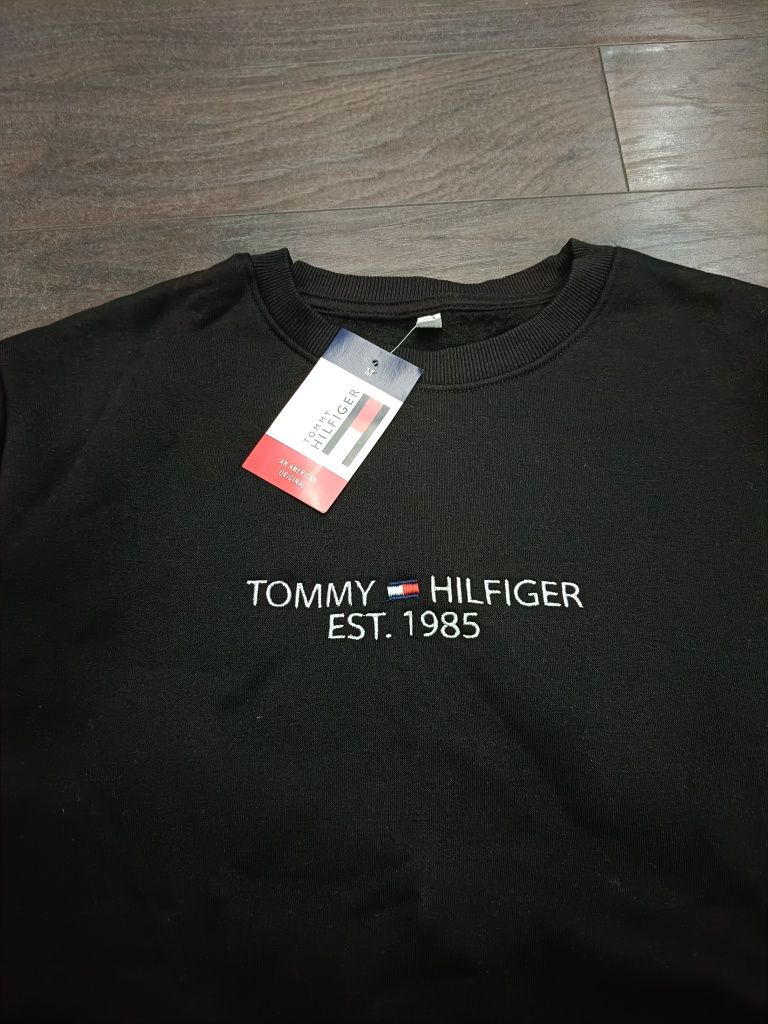 M
TOMMY
HILFIGER
AN AMERICAN
ORIGINAL
TOMMY HILFIGER
EST. 1985